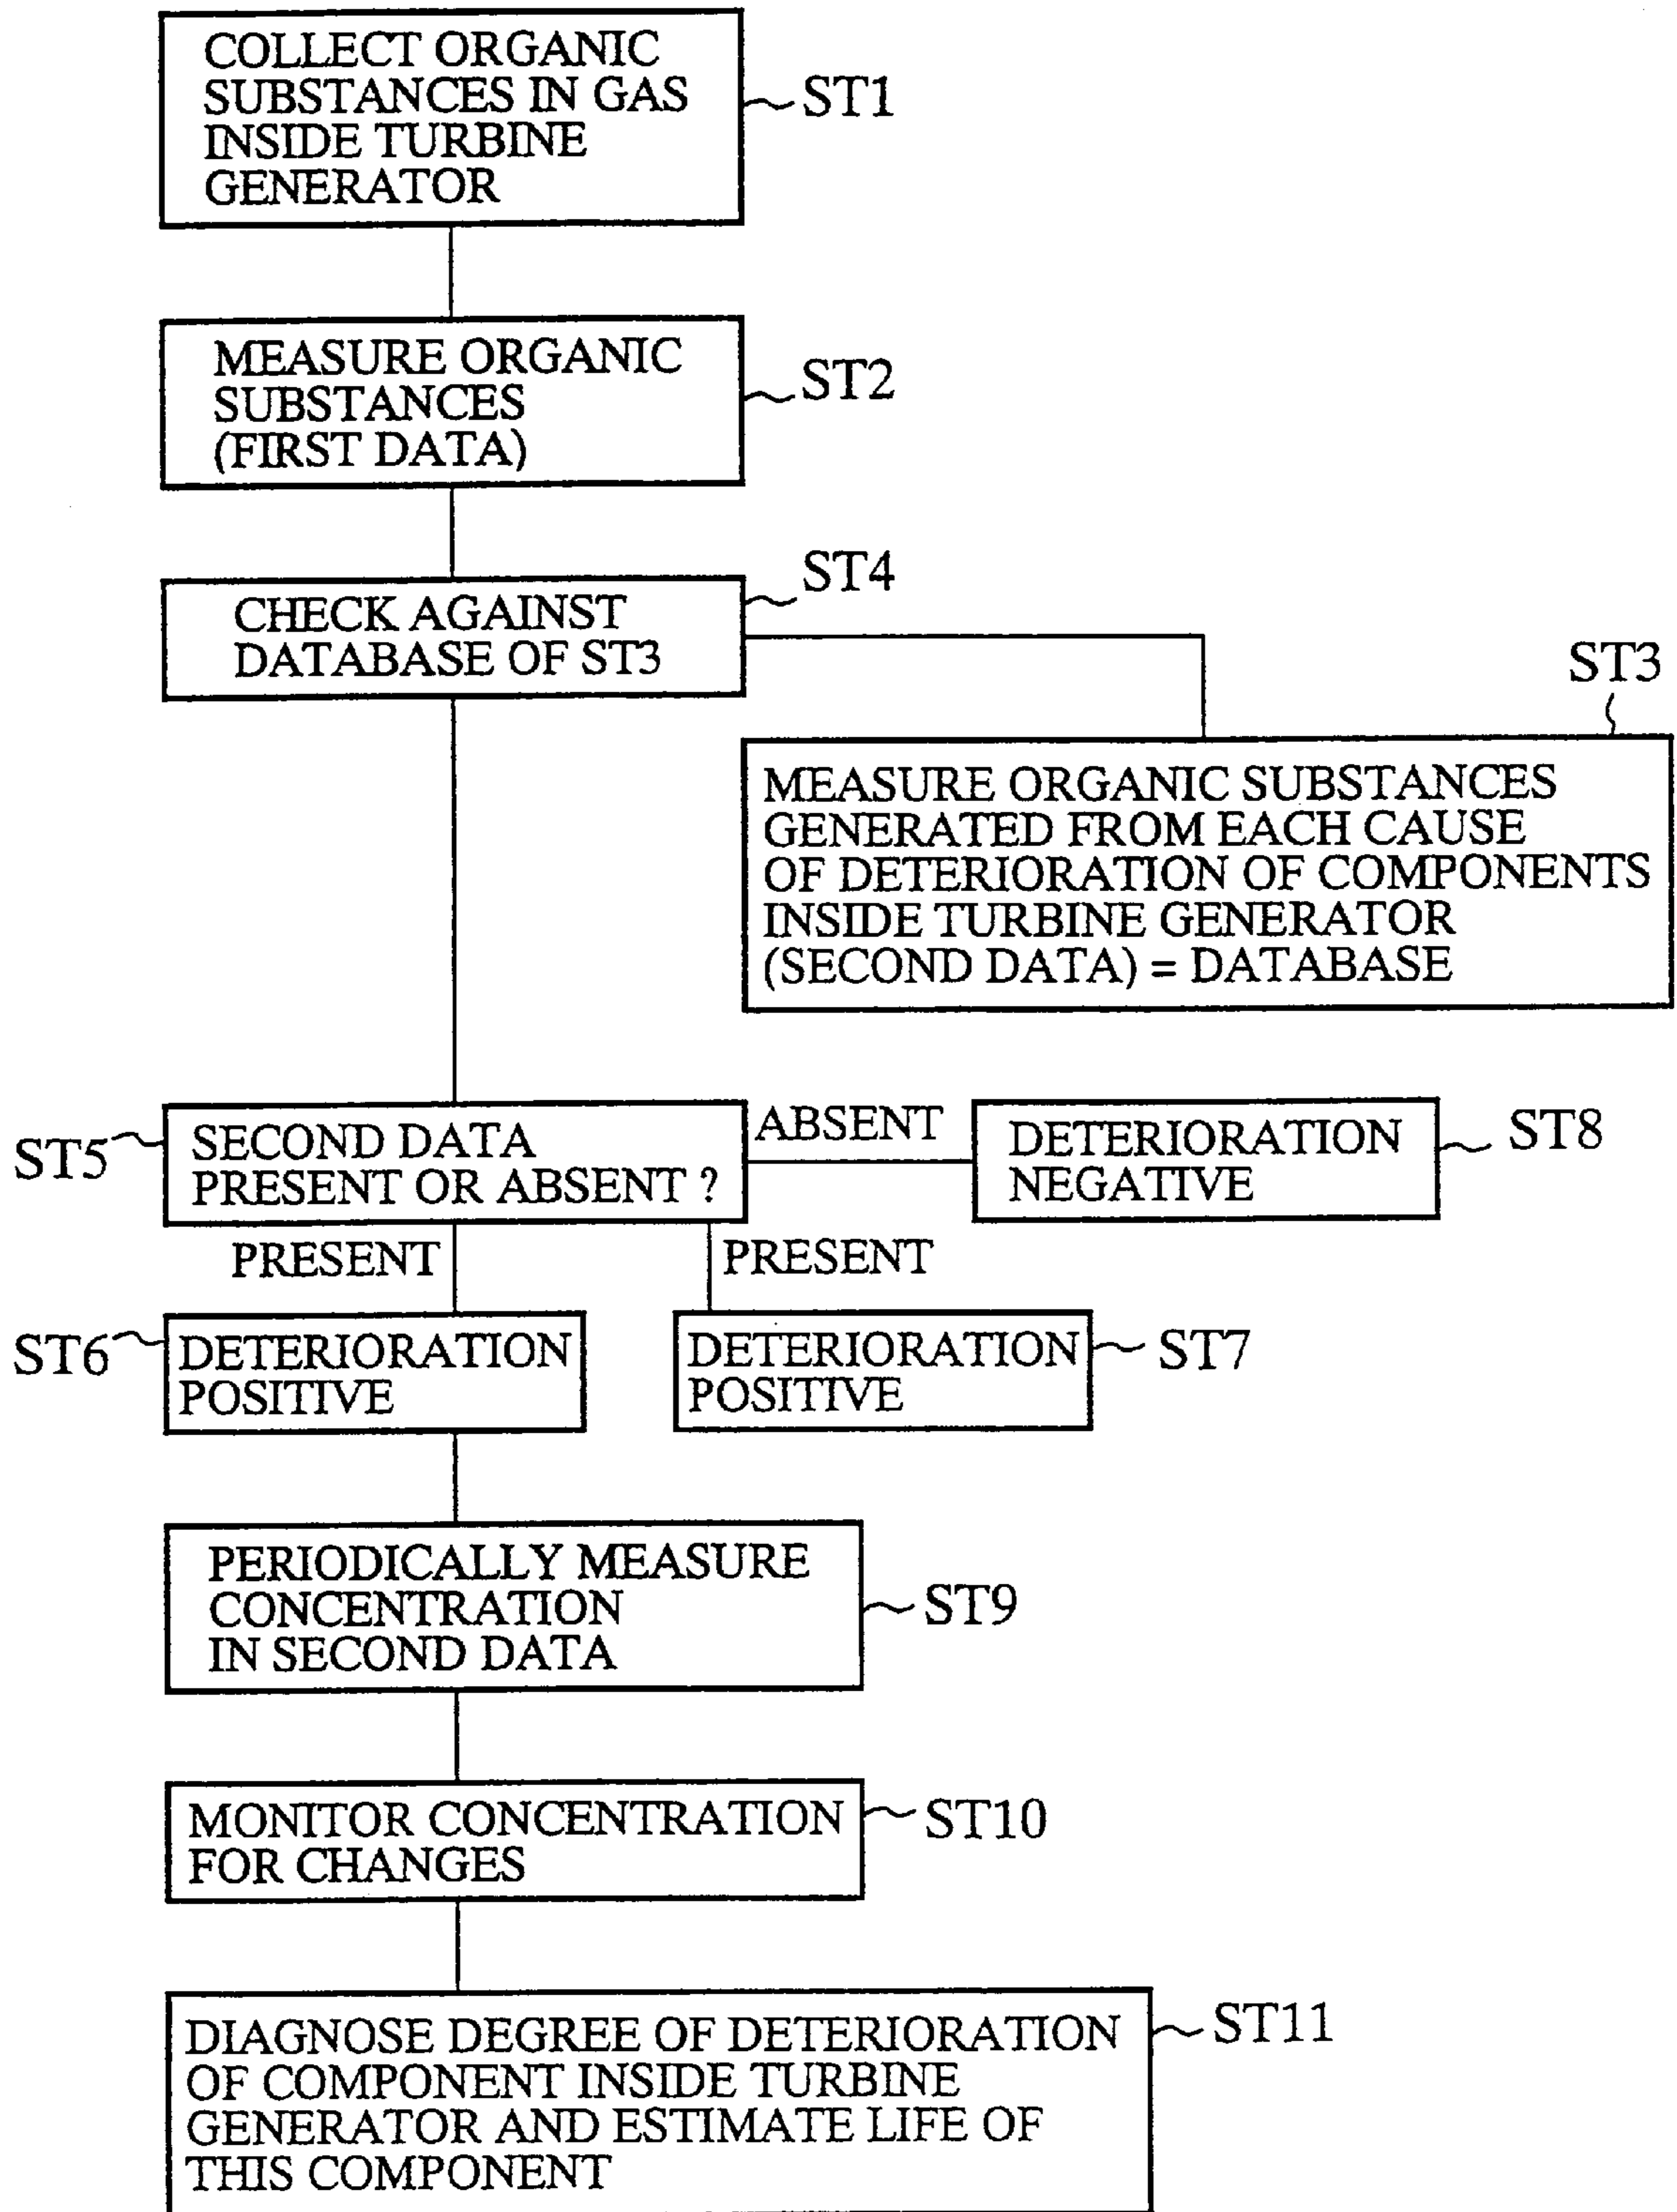 COLLECT ORGANIC
SUBSTANCES IN GAS
INSIDE TURBINE
GENERATOR
ST1
MEASURE ORGANIC
SUBSTANCES
(FIRST DATA)
ST2
ST4
CHECK AGAINST
DATABASE OF ST3
ST3
MEASURE ORGANIC SUBSTANCES
GENERATED FROM EACH CAUSE
OF DETERIORATION OF COMPONENTS
INSIDE TURBINE GENERATOR
(SECOND DATA) = DATABASE
ST5
SECOND DATA
PRESENT OR ABSENT ?
ABSENT
DETERIORATION
NEGATIVE
ST8
PRESENT
PRESENT
ST6
DETERIORATION
POSITIVE
DETERIORATION
POSITIVE
ST7
PERIODICALLY MEASURE
CONCENTRATION
IN SECOND DATA
ST9
MONITOR CONCENTRATION
FOR CHANGES
ST10
DIAGNOSE DEGREE OF DETERIORATION
OF COMPONENT INSIDE TURBINE
GENERATOR AND ESTIMATE LIFE OF
THIS COMPONENT
ST11